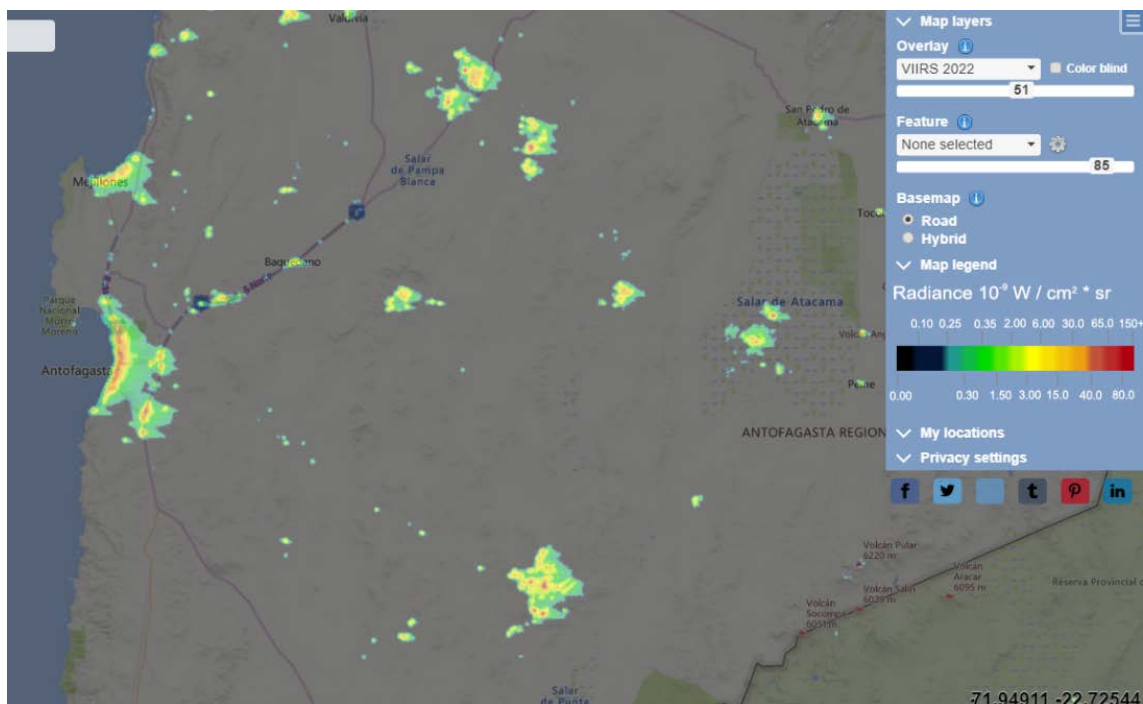 Valdivia
San Pedro de
Atacama
Salar
de Pampa
Blanca
Mejillones
Baquedano
Parque
Nacional
Morro
Moreno
Antofagasta
Salar de Atacama
Peine
ANTOFAGASTA REGION
Volcán Pular
6220 m
Volcán
Aracar
6095 m
Volcán Salín
6029 m
Volcán
Socompa
6051 m
Reserva Provincial
Salar
de Punta
Map layers
Overlay i
VIIRS 2022
Color blind
51
Feature i
None selected
85
Basemap i
Road
Hybrid
Map legend
Radiance 10⁻⁹ W / cm² * sr
0.10 0.25 0.35 2.00 6.00 30.0 65.0 150+
0.00 0.30 1.50 3.00 15.0 40.0 80.0
My locations
Privacy settings
f t p in
71.94911 -22.72544